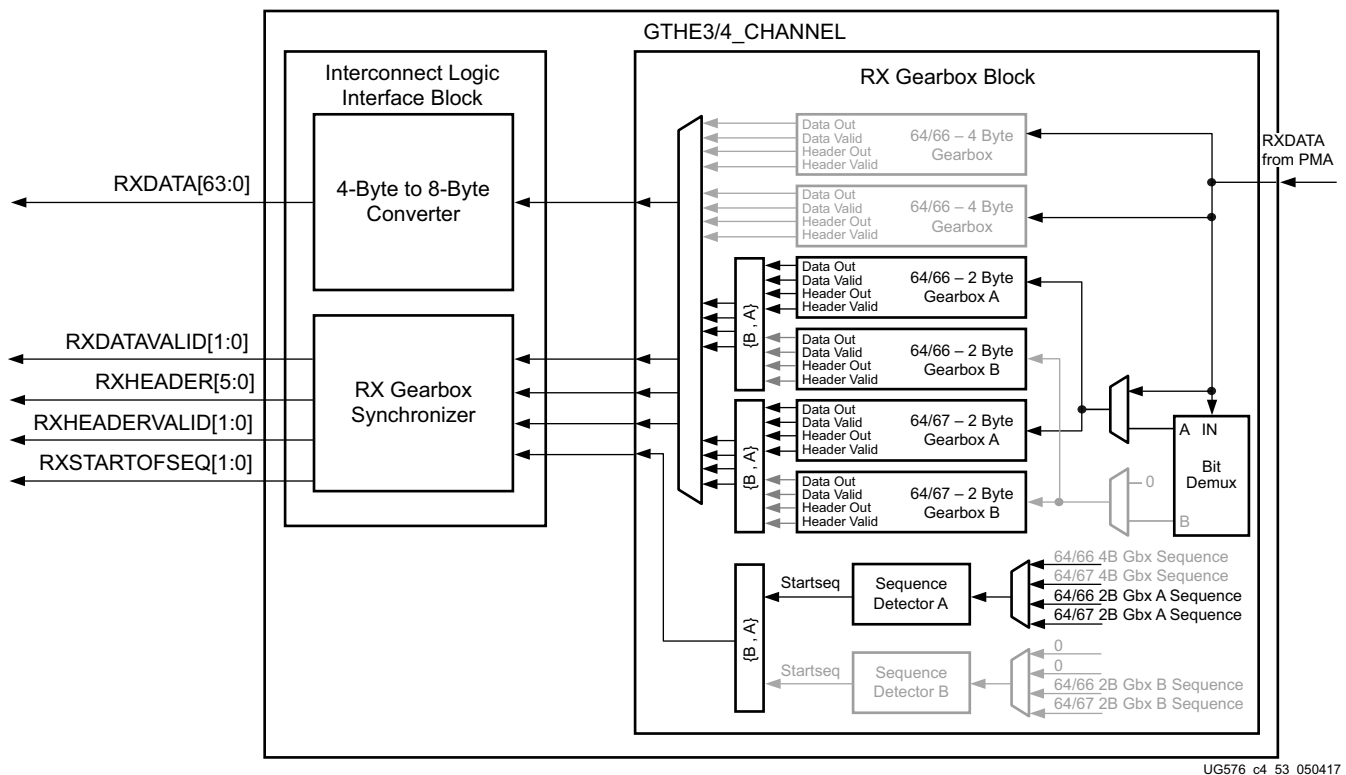 GTHE3/4_CHANNEL
Interconnect Logic
Interface Block
RX Gearbox Block
4-Byte to 8-Byte
Converter
RX Gearbox
Synchronizer
RXDATA[63:0]
RXDATAVALID[1:0]
RXHEADER[5:0]
RXHEADERVALID[1:0]
RXSTARTOFSEQ[1:0]
Data Out
Data Valid
Header Out
Header Valid
64/66 – 4 Byte
Gearbox
Data Out
Data Valid
Header Out
Header Valid
64/66 – 4 Byte
Gearbox
{B , A}
Data Out
Data Valid
Header Out
Header Valid
64/66 – 2 Byte
Gearbox A
Data Out
Data Valid
Header Out
Header Valid
64/66 – 2 Byte
Gearbox B
{B , A}
Data Out
Data Valid
Header Out
Header Valid
64/67 – 2 Byte
Gearbox A
Data Out
Data Valid
Header Out
Header Valid
64/67 – 2 Byte
Gearbox B
RXDATA
from PMA
A IN
Bit
Demux
B
0
{B , A}
Startseq
Sequence
Detector A
64/66 4B Gbx Sequence
64/67 4B Gbx Sequence
64/66 2B Gbx A Sequence
64/67 2B Gbx A Sequence
Startseq
Sequence
Detector B
0
0
64/66 2B Gbx B Sequence
64/67 2B Gbx B Sequence
UG576_c4_53_050417